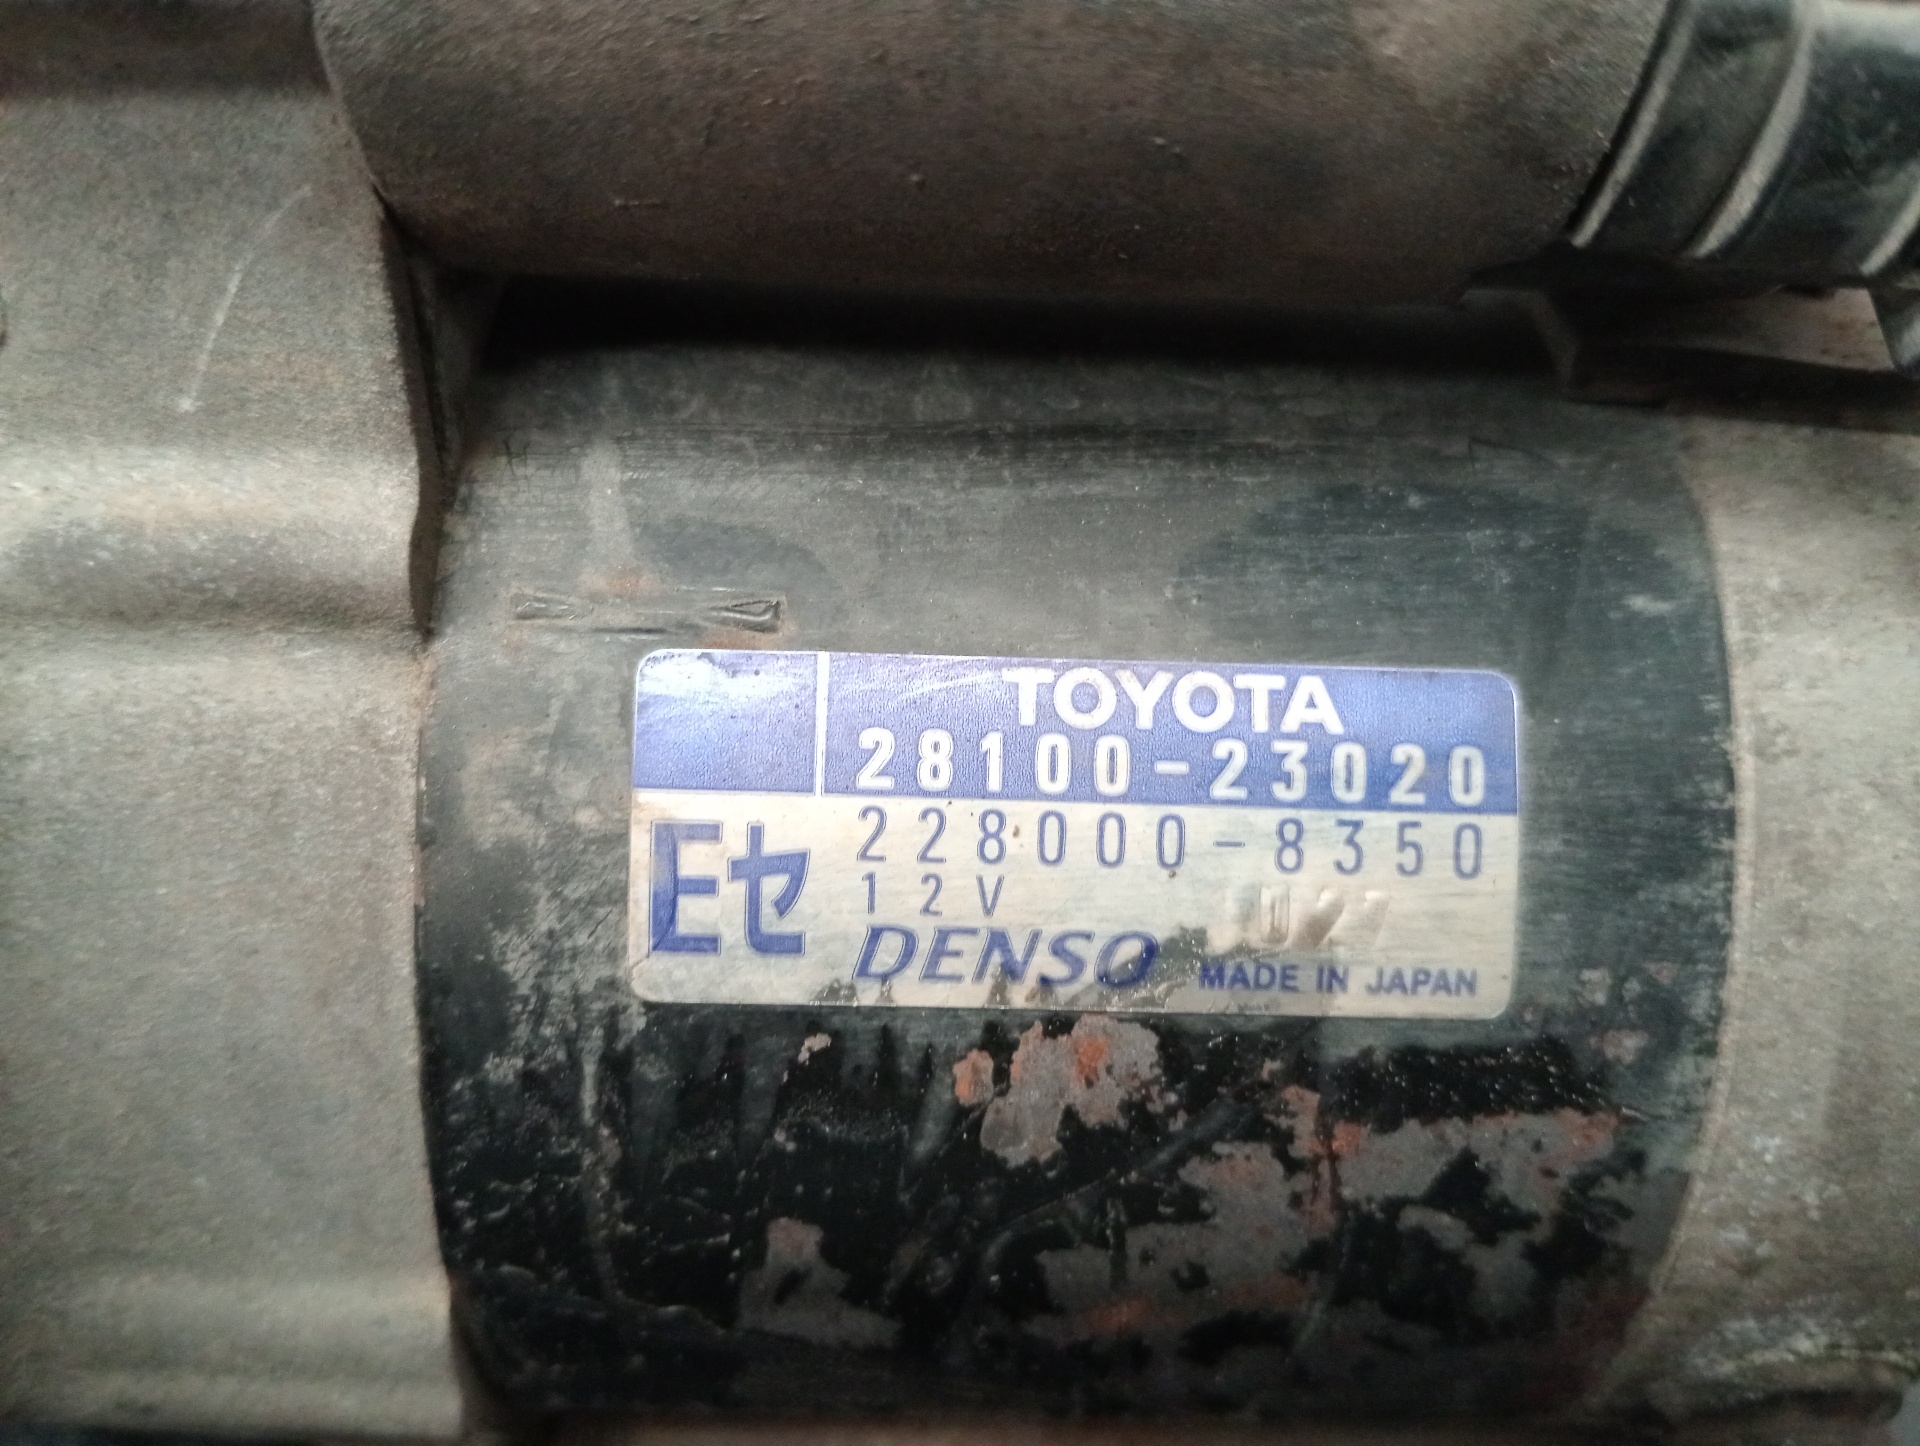 TOYOTA
28100-23020
228000-8350
Eセ
12V
DENSO
MADE IN JAPAN